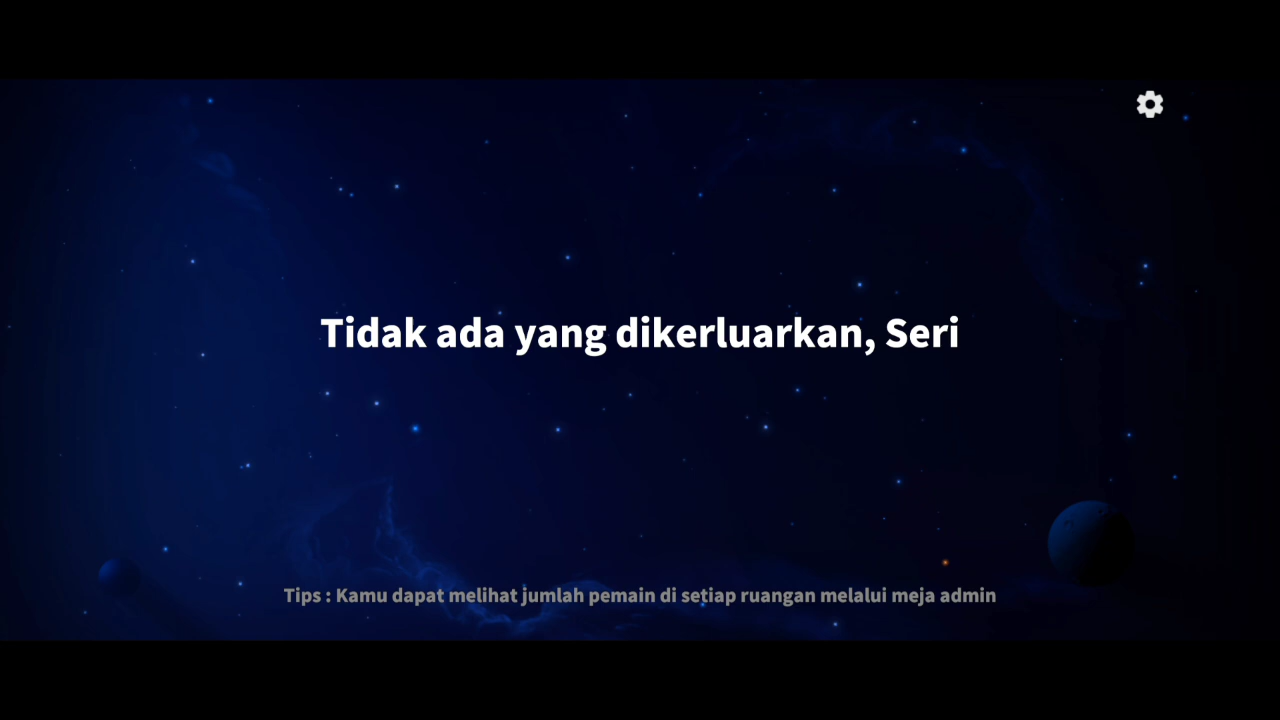 Tidak ada yang dikerluarkan, Seri
Tips : Kamu dapat melihat jumlah pemain di setiap ruangan melalui meja admin